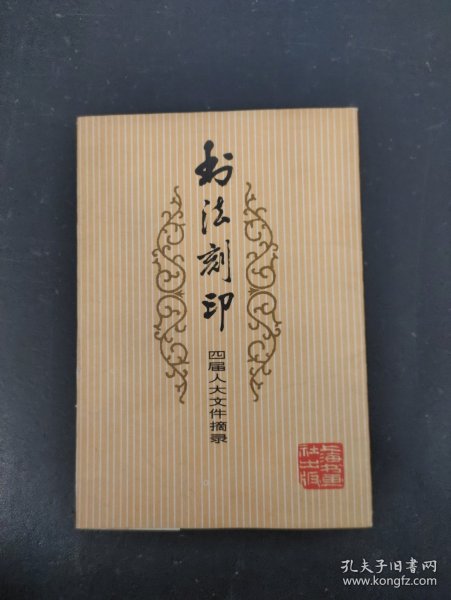 书法刻印
四届人大文件摘录
上海书画
社出版
孔夫子旧书网
www.kongfz.com